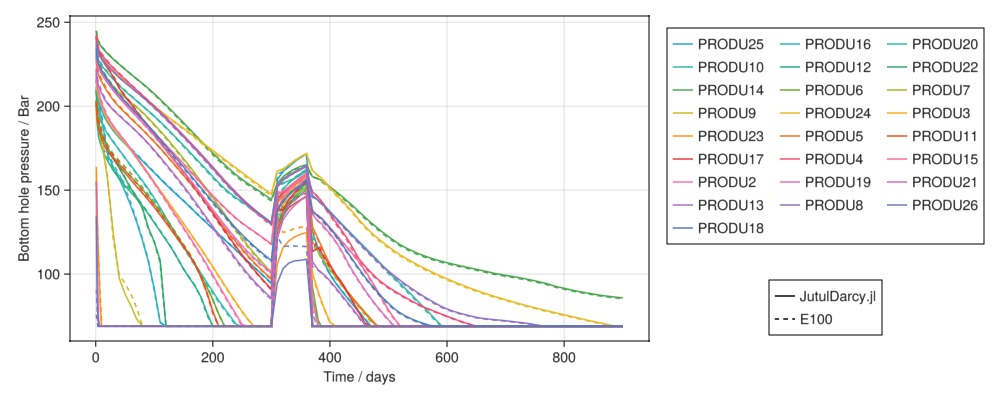 250
200
150
100
Bottom hole pressure / Bar
0
200
400
600
800
Time / days
PRODU25 PRODU16 PRODU20
PRODU10 PRODU12 PRODU22
PRODU14 PRODU6 PRODU7
PRODU9 PRODU24 PRODU3
PRODU23 PRODU5 PRODU11
PRODU17 PRODU4 PRODU15
PRODU2 PRODU19 PRODU21
PRODU13 PRODU8 PRODU26
PRODU18
JutulDarcy.jl
E100